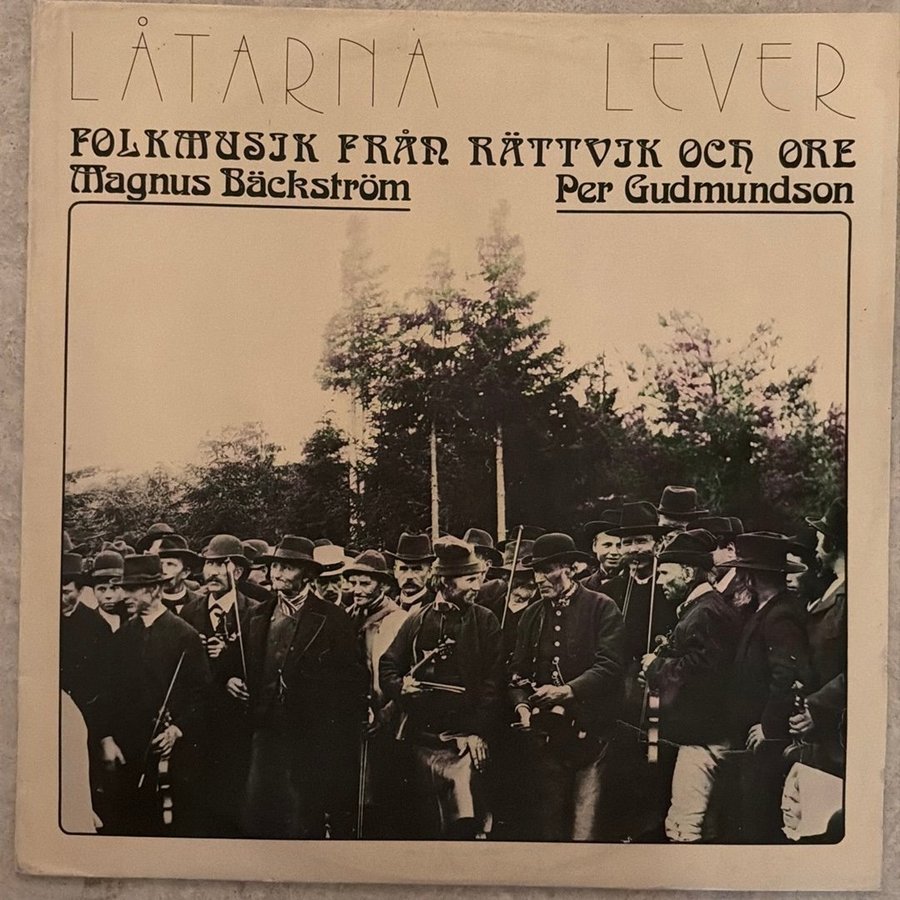 LÅTARNA LEVER
FOLKMUSIK FRÅN RÄTTVIK OCH ORE
Magnus Bäckström Per Gudmundson